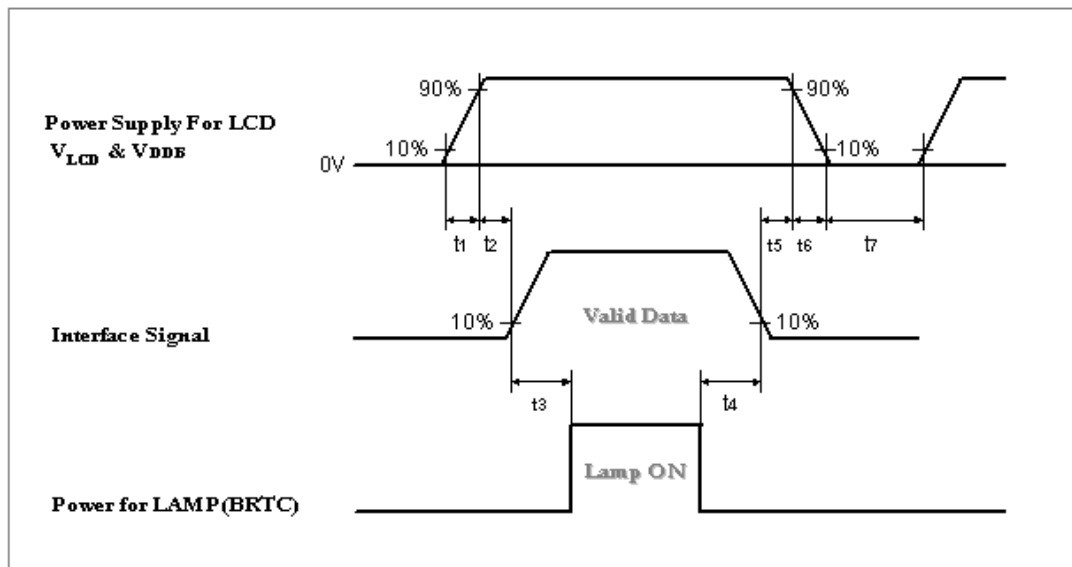 90%
90%
Power Supply For LCD
VLCD & VDDB
10%
10%
0V
t1
t2
t5
t6
t7
Valid Data
10%
10%
Interface Signal
t3
t4
Lamp ON
Power for LAMP(BRTC)